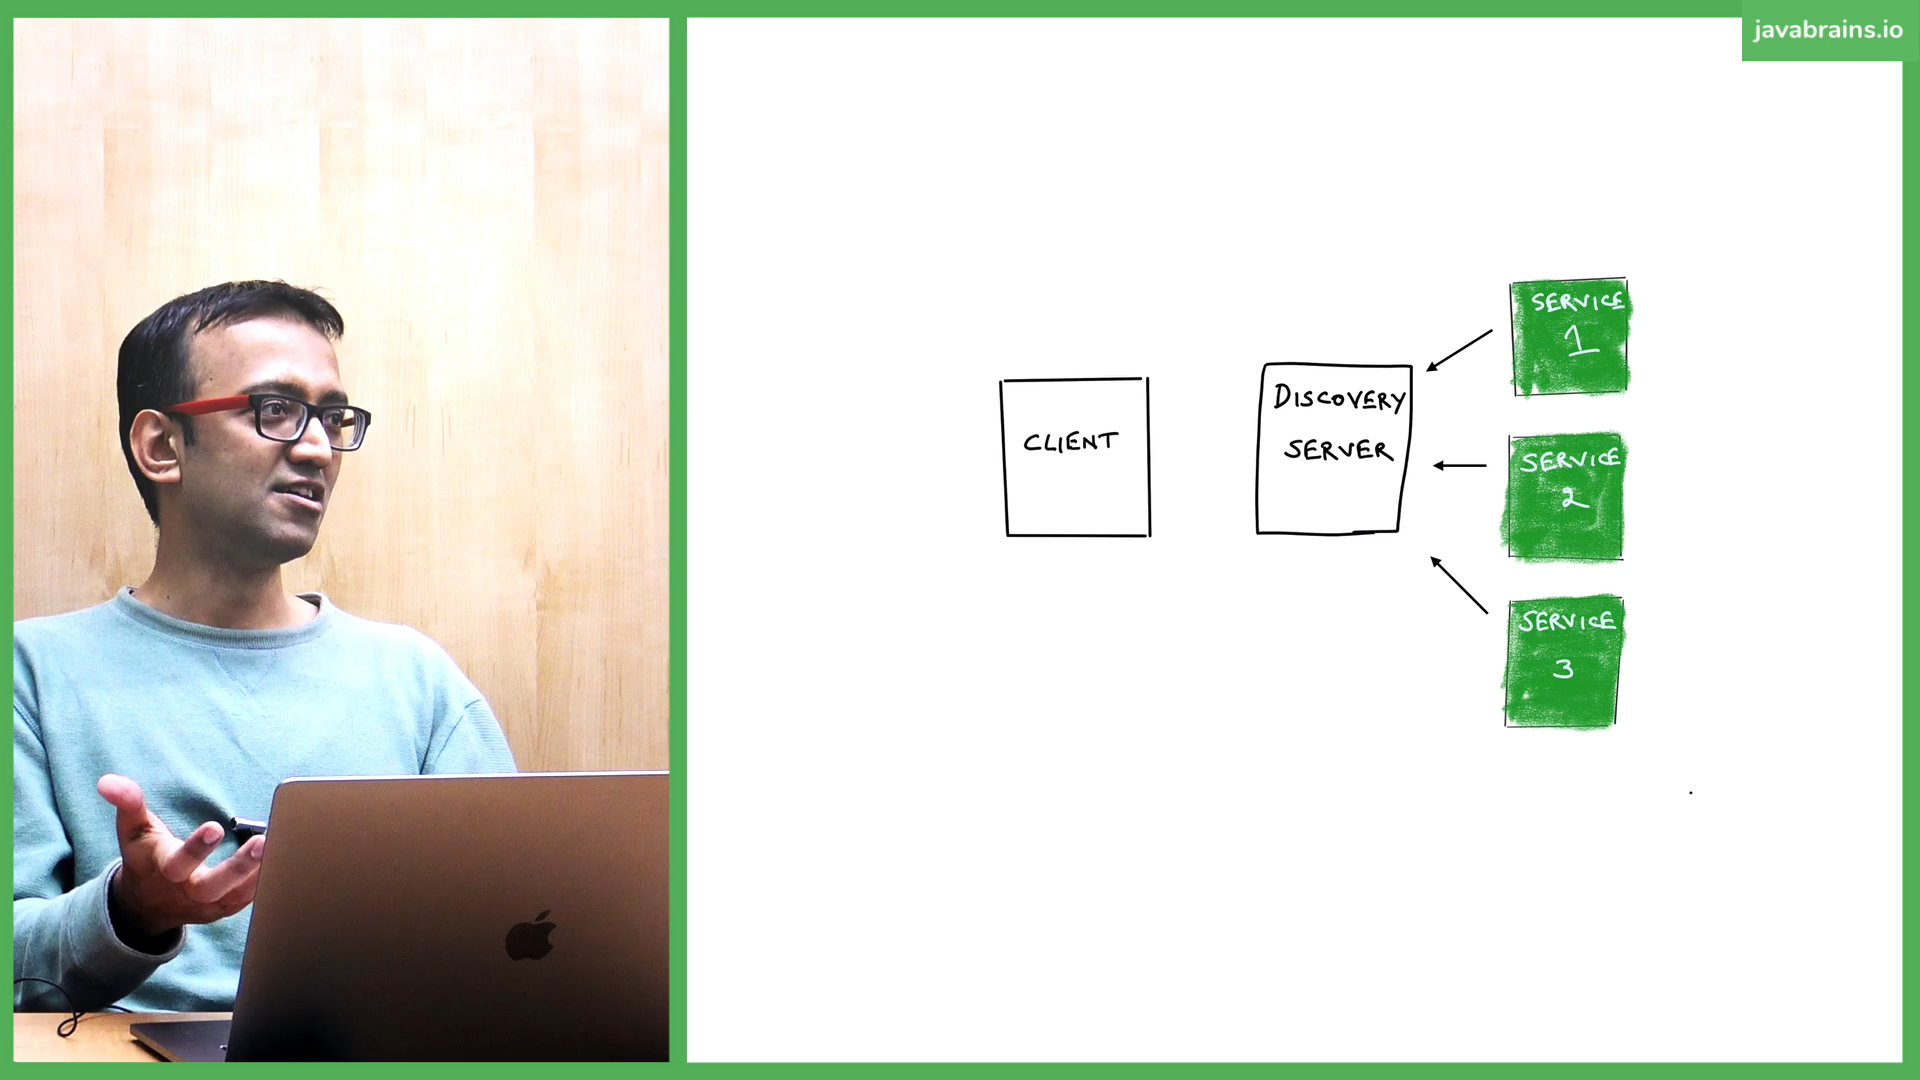 javabrains.io
CLIENT
DISCOVERY
SERVER
SERVICE
1
SERVICE
2
SERVICE
3